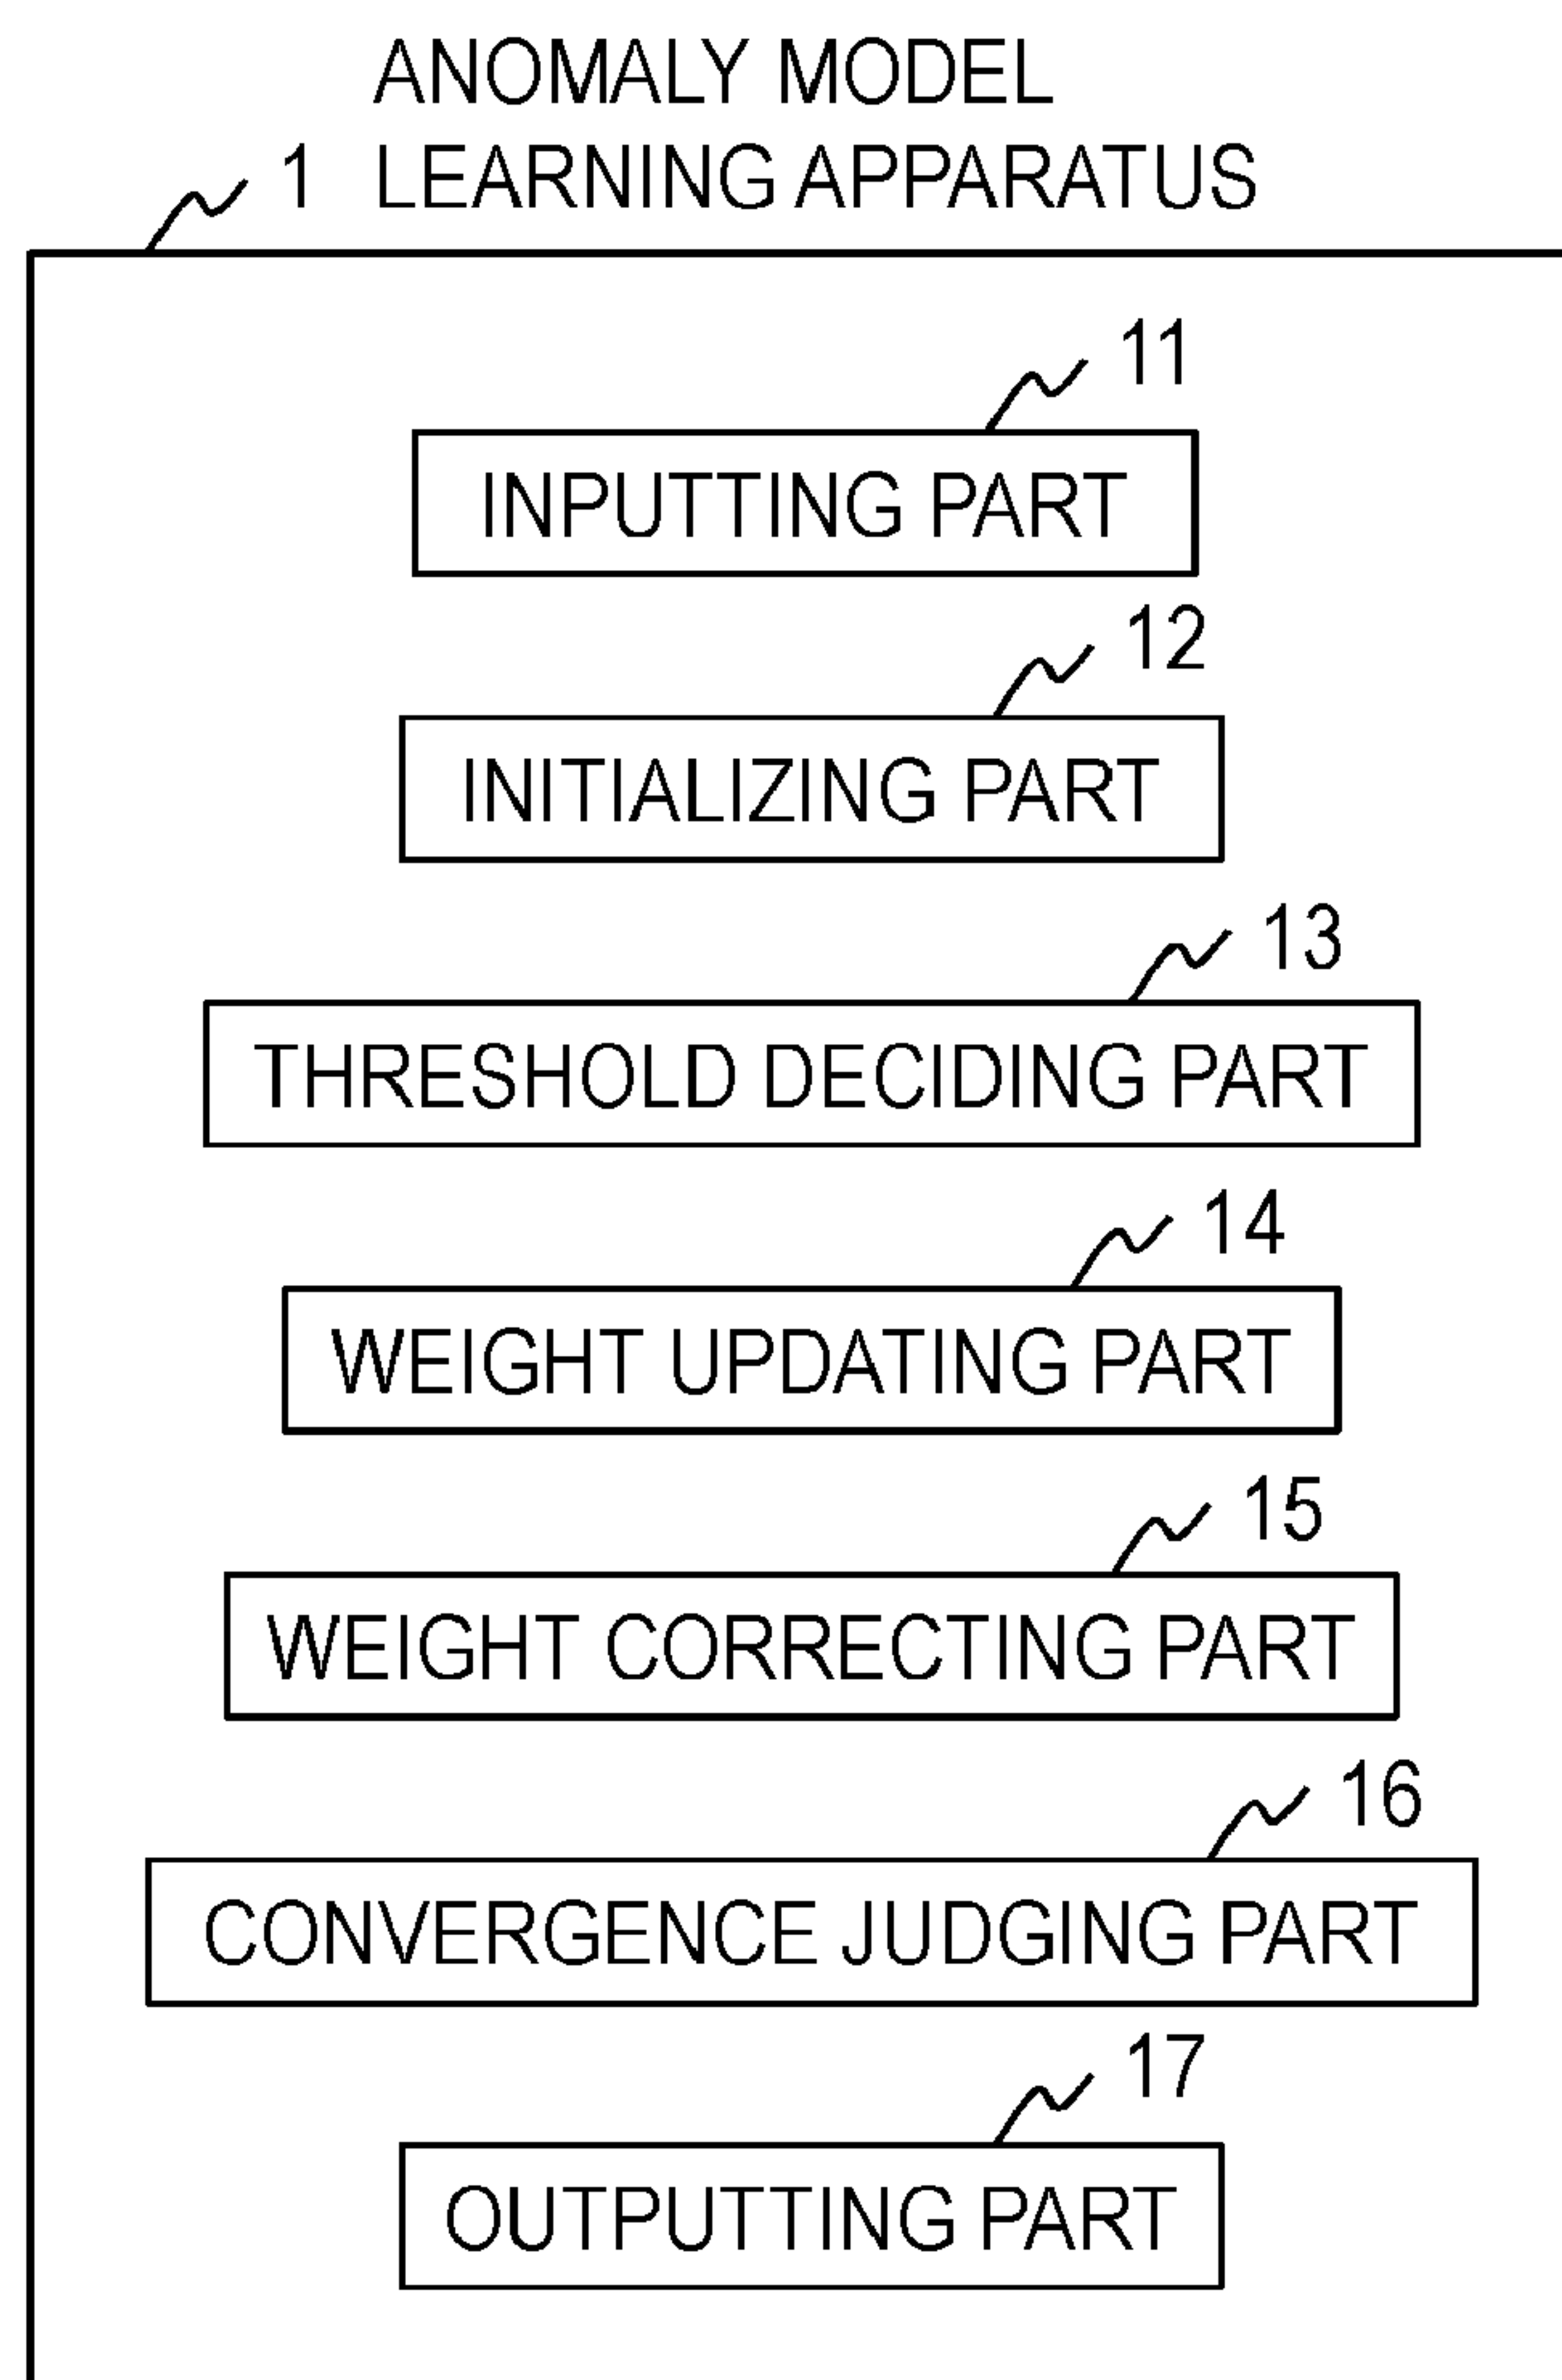 ANOMALY MODEL
1 LEARNING APPARATUS
11
INPUTTING PART
12
INITIALIZING PART
13
THRESHOLD DECIDING PART
14
WEIGHT UPDATING PART
15
WEIGHT CORRECTING PART
16
CONVERGENCE JUDGING PART
17
OUTPUTTING PART